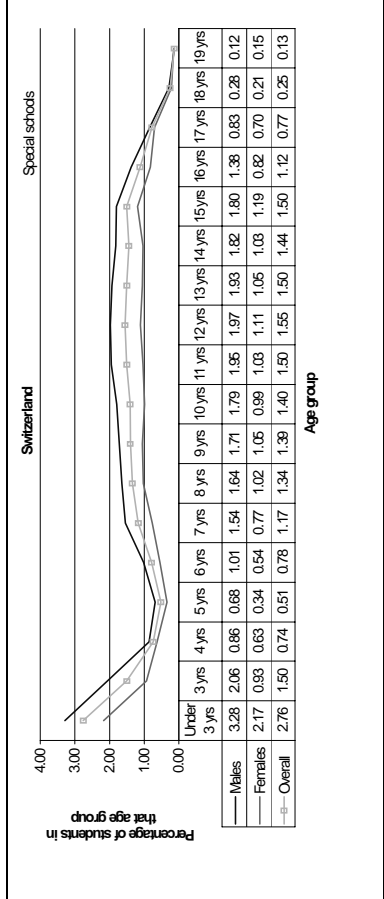 Switzerland
Special schools
Percentage of students in
that age group
4.00
3.00
2.00
1.00
0.00
Under 3 yrs 3 yrs 4 yrs 5 yrs 6 yrs 7 yrs 8 yrs 9 yrs 10 yrs 11 yrs 12 yrs 13 yrs 14 yrs 15 yrs 16 yrs 17 yrs 18 yrs 19 yrs
Males 3.28 2.06 0.86 0.68 1.01 1.54 1.64 1.71 1.79 1.95 1.97 1.93 1.82 1.80 1.38 0.83 0.28 0.12
Females 2.17 0.93 0.63 0.34 0.54 0.77 1.02 1.05 0.99 1.03 1.11 1.05 1.03 1.19 0.82 0.70 0.21 0.15
Overall 2.76 1.50 0.74 0.51 0.78 1.17 1.34 1.39 1.40 1.50 1.55 1.50 1.44 1.50 1.12 0.77 0.25 0.13
Age group